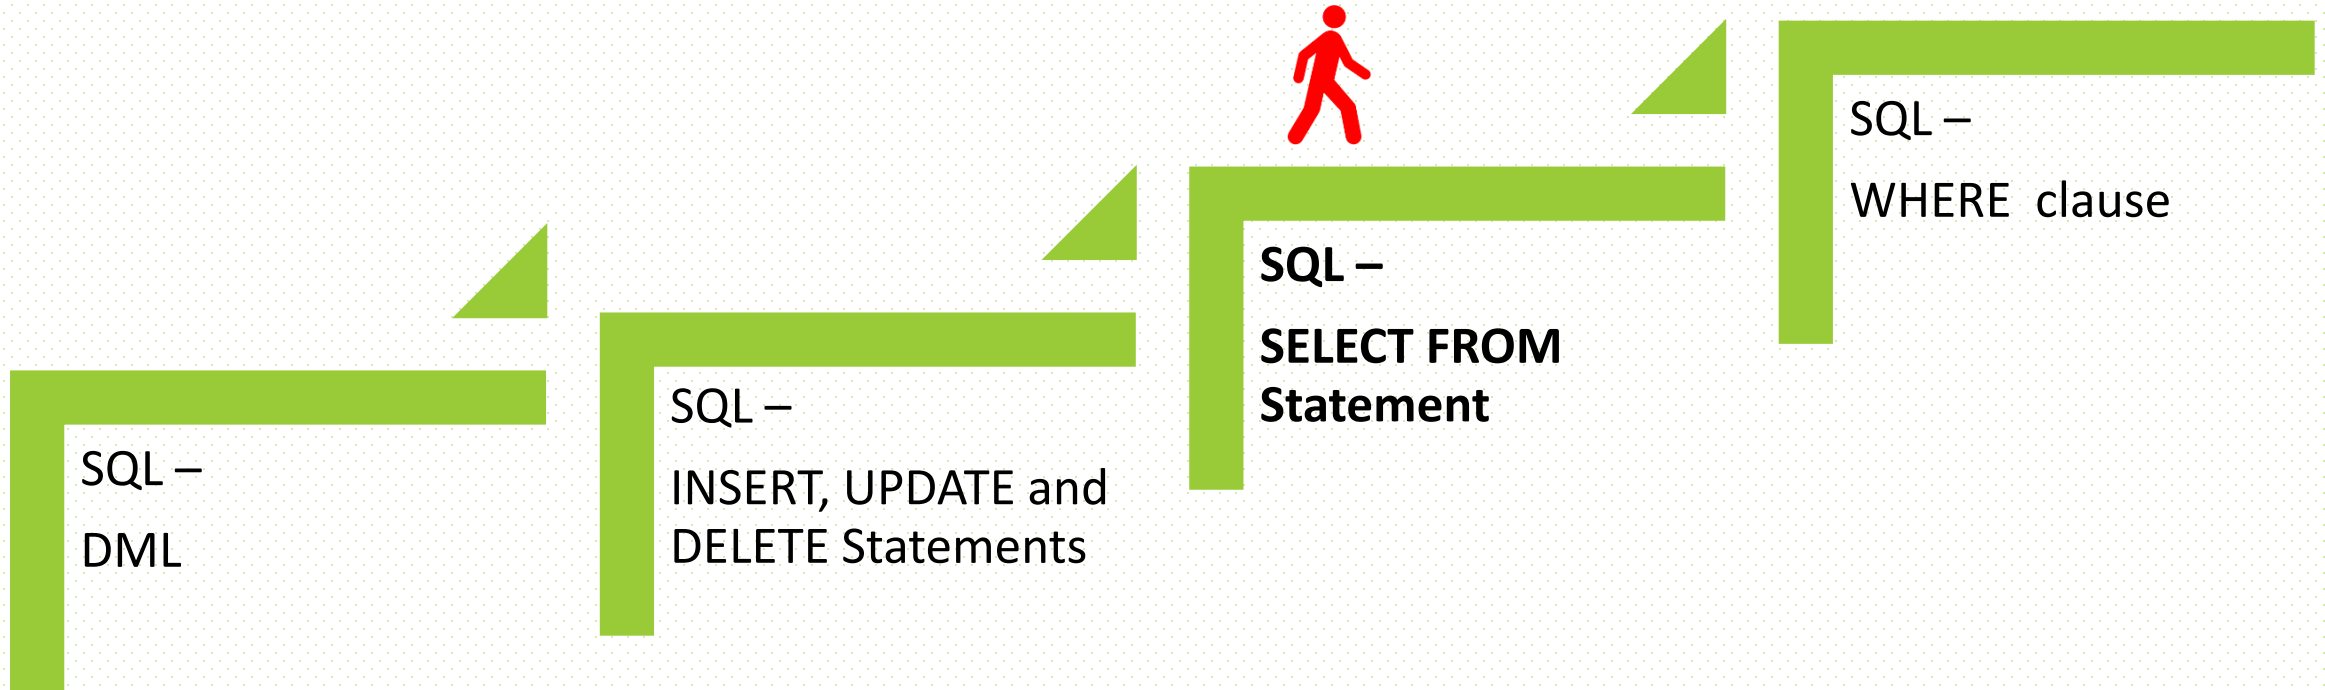 SQL –
DML
SQL –
INSERT, UPDATE and
DELETE Statements
SQL –
SELECT FROM
Statement
SQL –
WHERE  clause